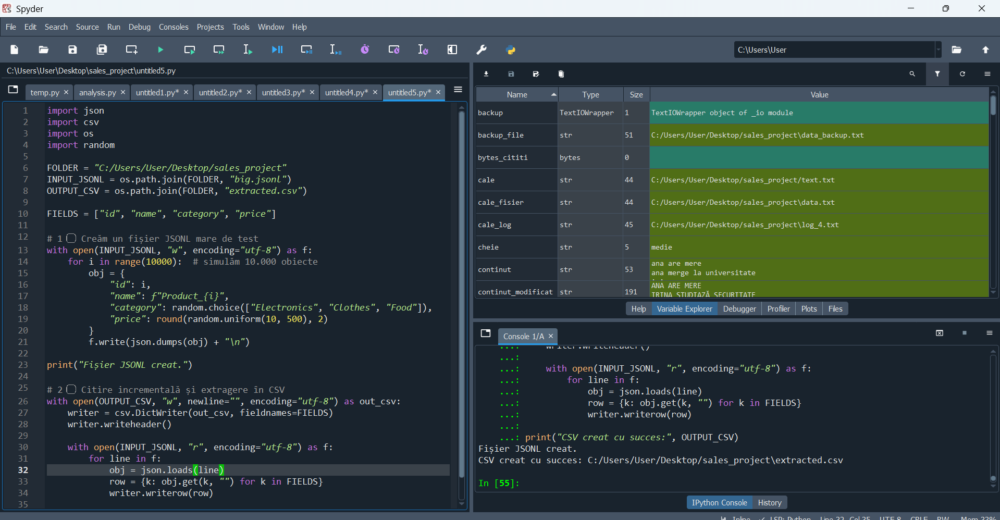 Spyder
File Edit Search Source Run Debug Consoles Projects Tools Window Help
C:\Users\User
C:\Users\User\Desktop\sales_project\untitled5.py
temp.py analysis.py untitled1.py* untitled2.py* untitled3.py* untitled4.py* untitled5.py*
1 import json
2 import csv
3 import os
4 import random
5
6 FOLDER = "C:/Users/User/Desktop/sales_project"
7 INPUT_JSONL = os.path.join(FOLDER, "big.jsonl")
8 OUTPUT_CSV = os.path.join(FOLDER, "extracted.csv")
9
10 FIELDS = ["id", "name", "category", "price"]
11
12 # 1 Creăm un fișier JSONL mare de test
13 with open(INPUT_JSONL, "w", encoding="utf-8") as f:
14 for i in range(10000): # simulăm 10.000 obiecte
15 obj = {
16 "id": i,
17 "name": f"Product_{i}",
18 "category": random.choice(["Electronics", "Clothes", "Food"]),
19 "price": round(random.uniform(10, 500), 2)
20 }
21 f.write(json.dumps(obj) + "\n")
22
23 print("Fișier JSONL creat.")
24
25 # 2 Citire incrementală și extragere în CSV
26 with open(OUTPUT_CSV, "w", newline="", encoding="utf-8") as out_csv:
27 writer = csv.DictWriter(out_csv, fieldnames=FIELDS)
28 writer.writeheader()
29
30 with open(INPUT_JSONL, "r", encoding="utf-8") as f:
31 for line in f:
32 obj = json.loads(line)
33 row = {k: obj.get(k, "") for k in FIELDS}
34 writer.writerow(row)
35
Name Type Size Value
backup TextIOWrapper 1 TextIOWrapper object of _io module
backup_file str 51 C:/Users/User/Desktop/sales_project\data_backup.txt
bytes_cititi bytes 0
cale str 44 C:/Users/User/Desktop/sales_project/text.txt
cale_fisier str 44 C:/Users/User/Desktop/sales_project\data.txt
cale_log str 45 C:/Users/User/Desktop/sales_project\log_4.txt
cheie str 5 medie
continut str 53 ana are mere
ana merge la universitate
continut_modificat str 191 ANA ARE MERE
IRINA STUDIAZĂ SECURITATE
Help Variable Explorer Debugger Profiler Plots Files
Console 1/A
...: writer.writeheader()
...:
...: with open(INPUT_JSONL, "r", encoding="utf-8") as f:
...: for line in f:
...: obj = json.loads(line)
...: row = {k: obj.get(k, "") for k in FIELDS}
...: writer.writerow(row)
...:
...: print("CSV creat cu succes:", OUTPUT_CSV)
Fișier JSONL creat.
CSV creat cu succes: C:/Users/User/Desktop/sales_project\extracted.csv
In [55]:
IPython Console History
Inline LSP: Python Line 32, Col 35 UTF-8 CRLF RW Mem 33%